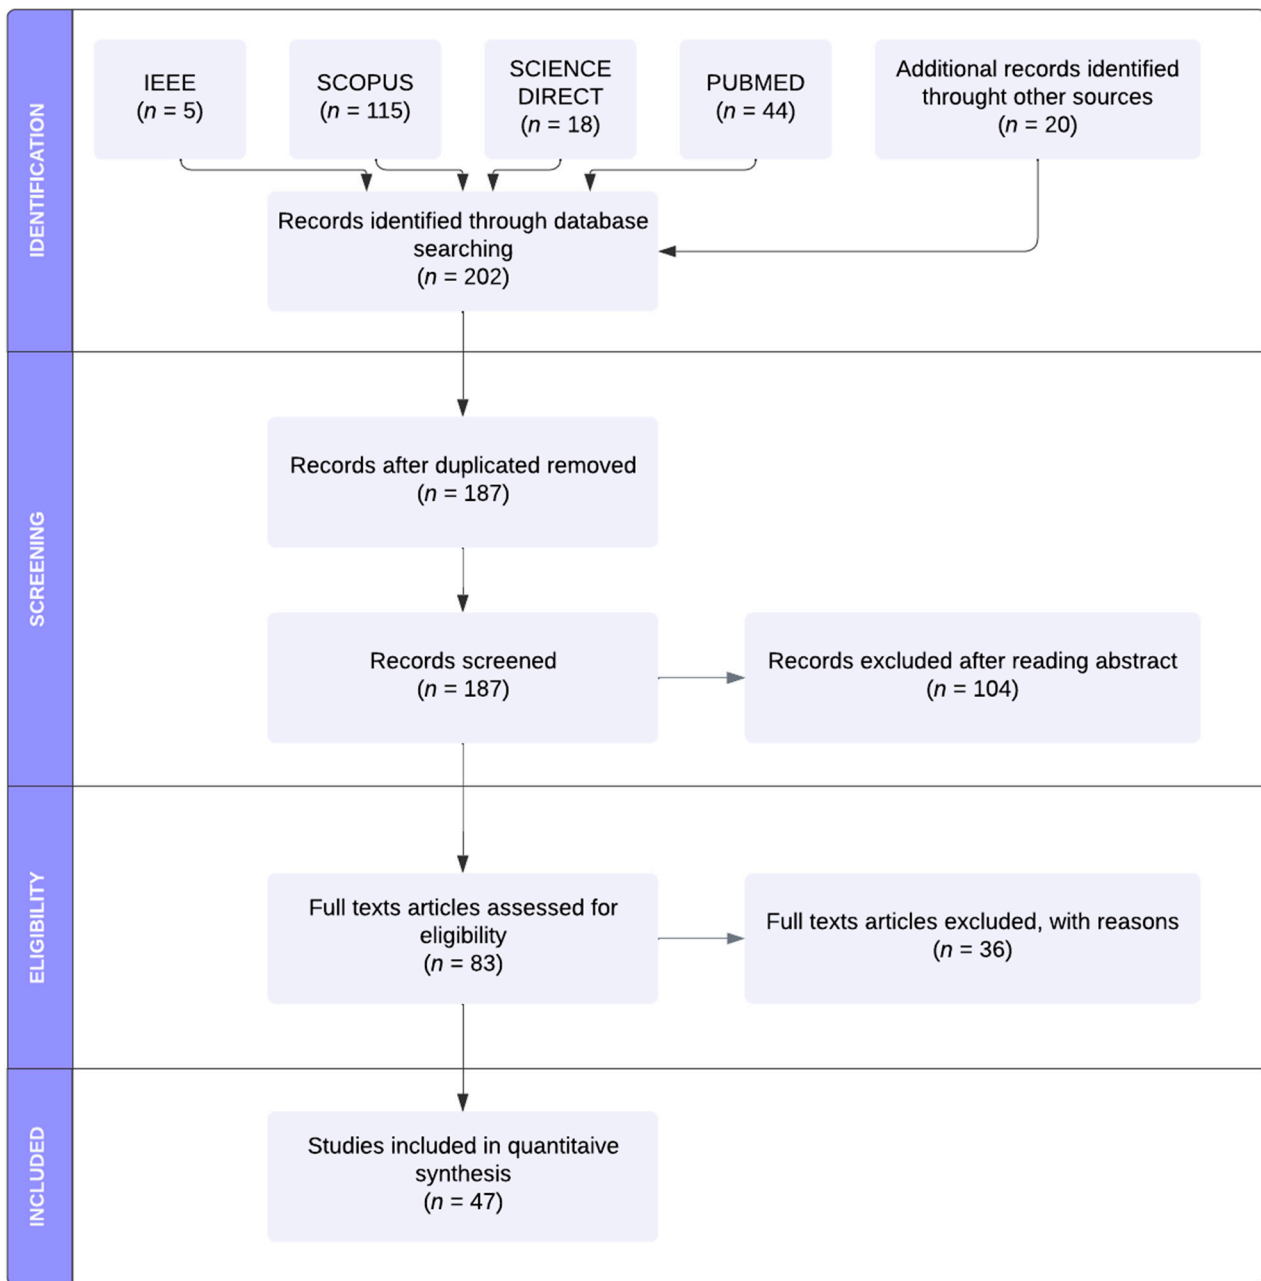 IDENTIFICATION
IEEE
(n = 5)
SCOPUS
(n = 115)
SCIENCE
DIRECT
(n = 18)
PUBMED
(n = 44)
Additional records identified
throught other sources
(n = 20)
Records identified through database
searching
(n = 202)
SCREENING
Records after duplicated removed
(n = 187)
Records screened
(n = 187)
Records excluded after reading abstract
(n = 104)
ELIGIBILITY
Full texts articles assessed for
eligibility
(n = 83)
Full texts articles excluded, with reasons
(n = 36)
INCLUDED
Studies included in quantitaive
synthesis
(n = 47)